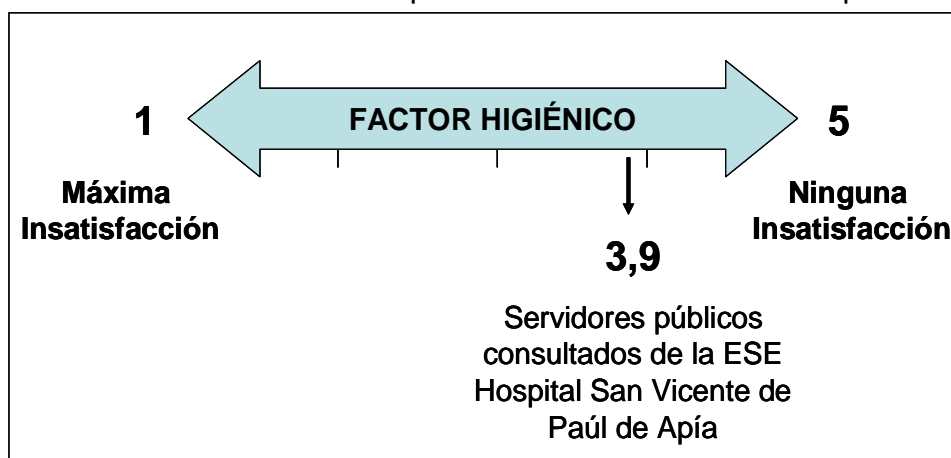 FACTOR HIGIÉNICO
1
5
Máxima
Insatisfacción
Ninguna
Insatisfacción
3,9
Servidores públicos
consultados de la ESE
Hospital San Vicente de
Paúl de Apía